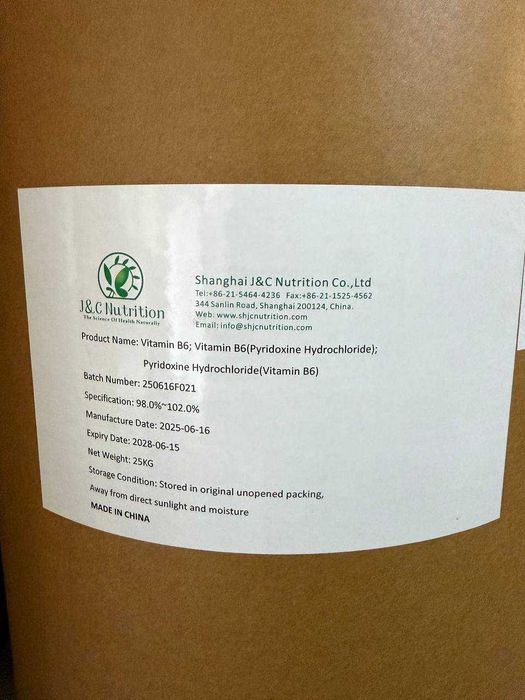 J&C Nutrition
The Science Of Health Naturally
Shanghai J&C Nutrition Co.,Ltd
Tel:+86-21-5464-4236 Fax:+86-21-1525-4562
344 Sanlin Road, Shanghai 200124, China.
Web: www.shjcnutrition.com
Email: info@shjcnutrition.com
Product Name: Vitamin B6; Vitamin B6(Pyridoxine Hydrochloride);
Pyridoxine Hydrochloride(Vitamin B6)
Batch Number: 250616F021
Specification: 98.0%~102.0%
Manufacture Date: 2025-06-16
Expiry Date: 2028-06-15
Net Weight: 25KG
Storage Condition: Stored in original unopened packing,
Away from direct sunlight and moisture
MADE IN CHINA